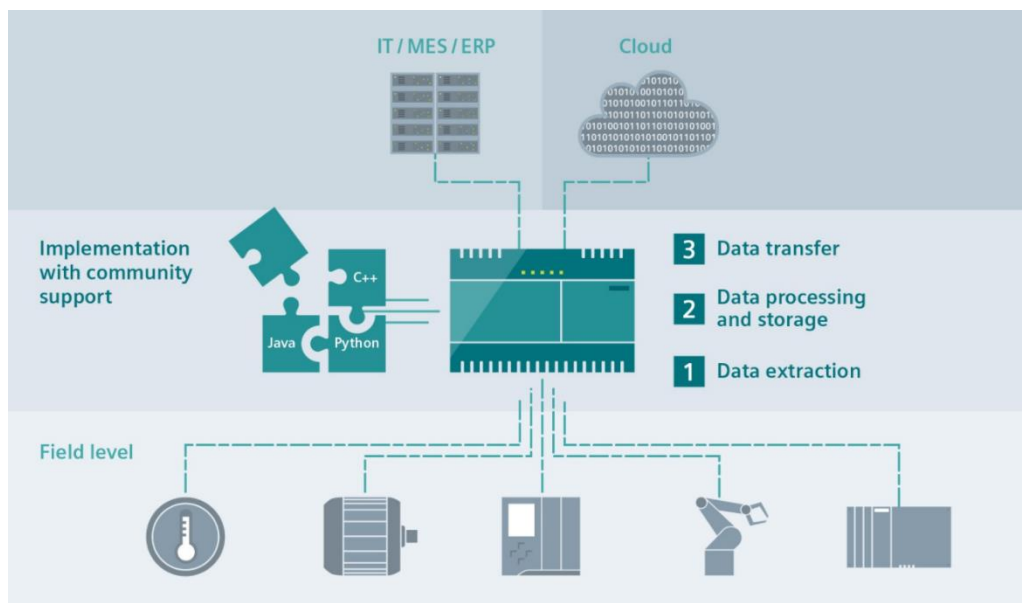 IT / MES / ERP
Cloud
Implementation
with community
support
C++
Java
Python
3 Data transfer
2 Data processing
and storage
1 Data extraction
Field level